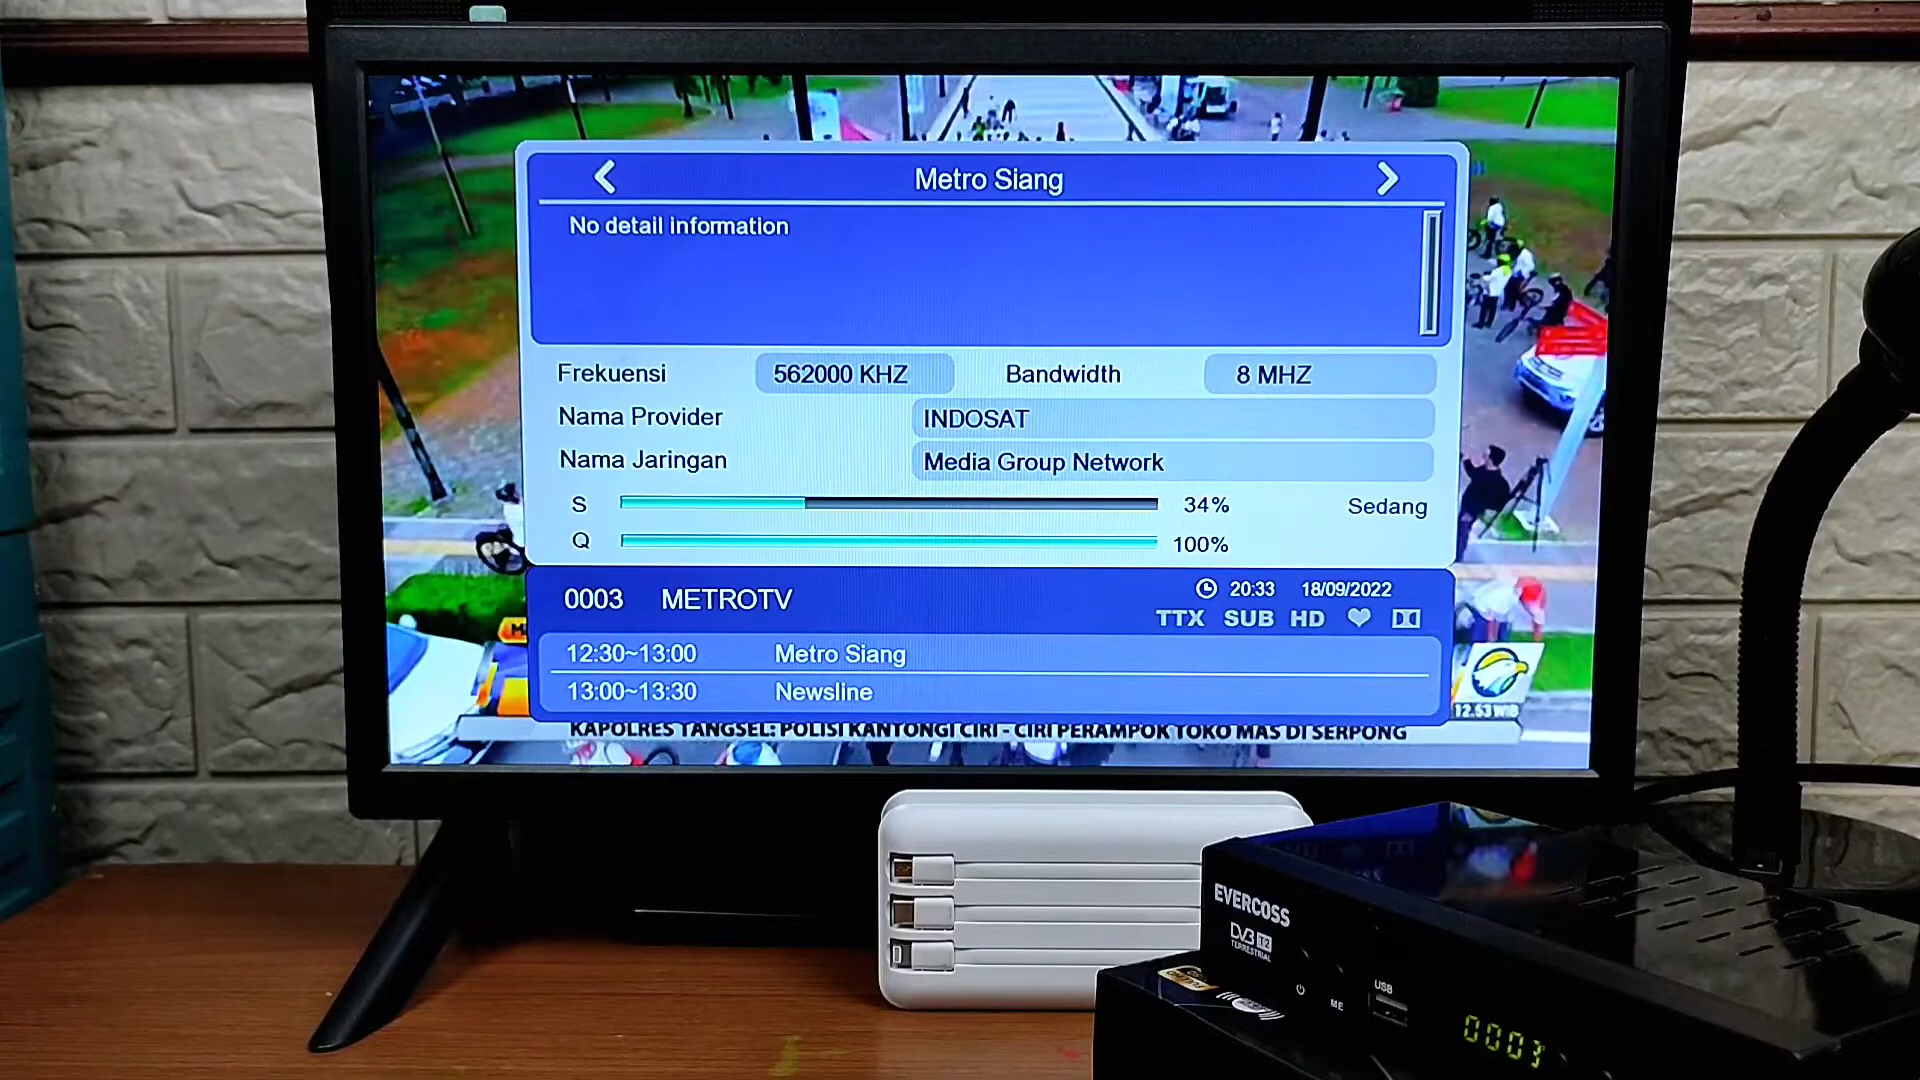 Metro Siang
No detail information
Frekuensi 562000 KHZ Bandwidth 8 MHZ
Nama Provider INDOSAT
Nama Jaringan Media Group Network
S 34% Sedang
Q 100%
0003 METROTV 20:33 18/09/2022
TTX SUB HD
12:30~13:00 Metro Siang
13:00~13:30 Newsline
12.53 WIB
KAPOLRES TANGSEL: POLISI KANTONGI CIRI - CIRI PERAMPOK TOKO MAS DI SERPONG
EVERCOSS
DVB T2
TERRESTRIAL
USB
0003